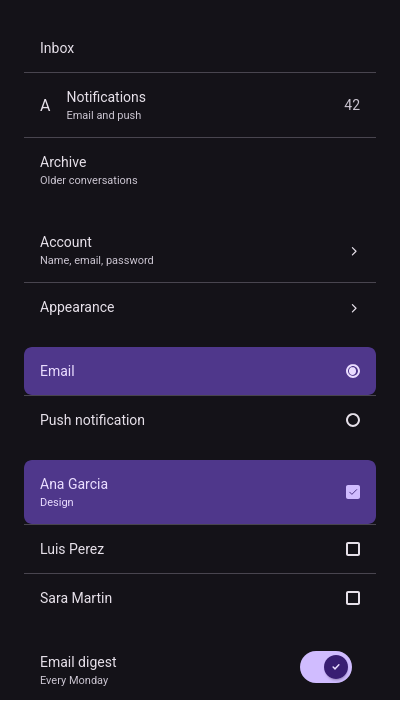 Inbox
A
Notifications
Email and push
42
Archive
Older conversations
Account
Name, email, password
Appearance
Email
Push notification
Ana Garcia
Design
Luis Perez
Sara Martin
Email digest
Every Monday